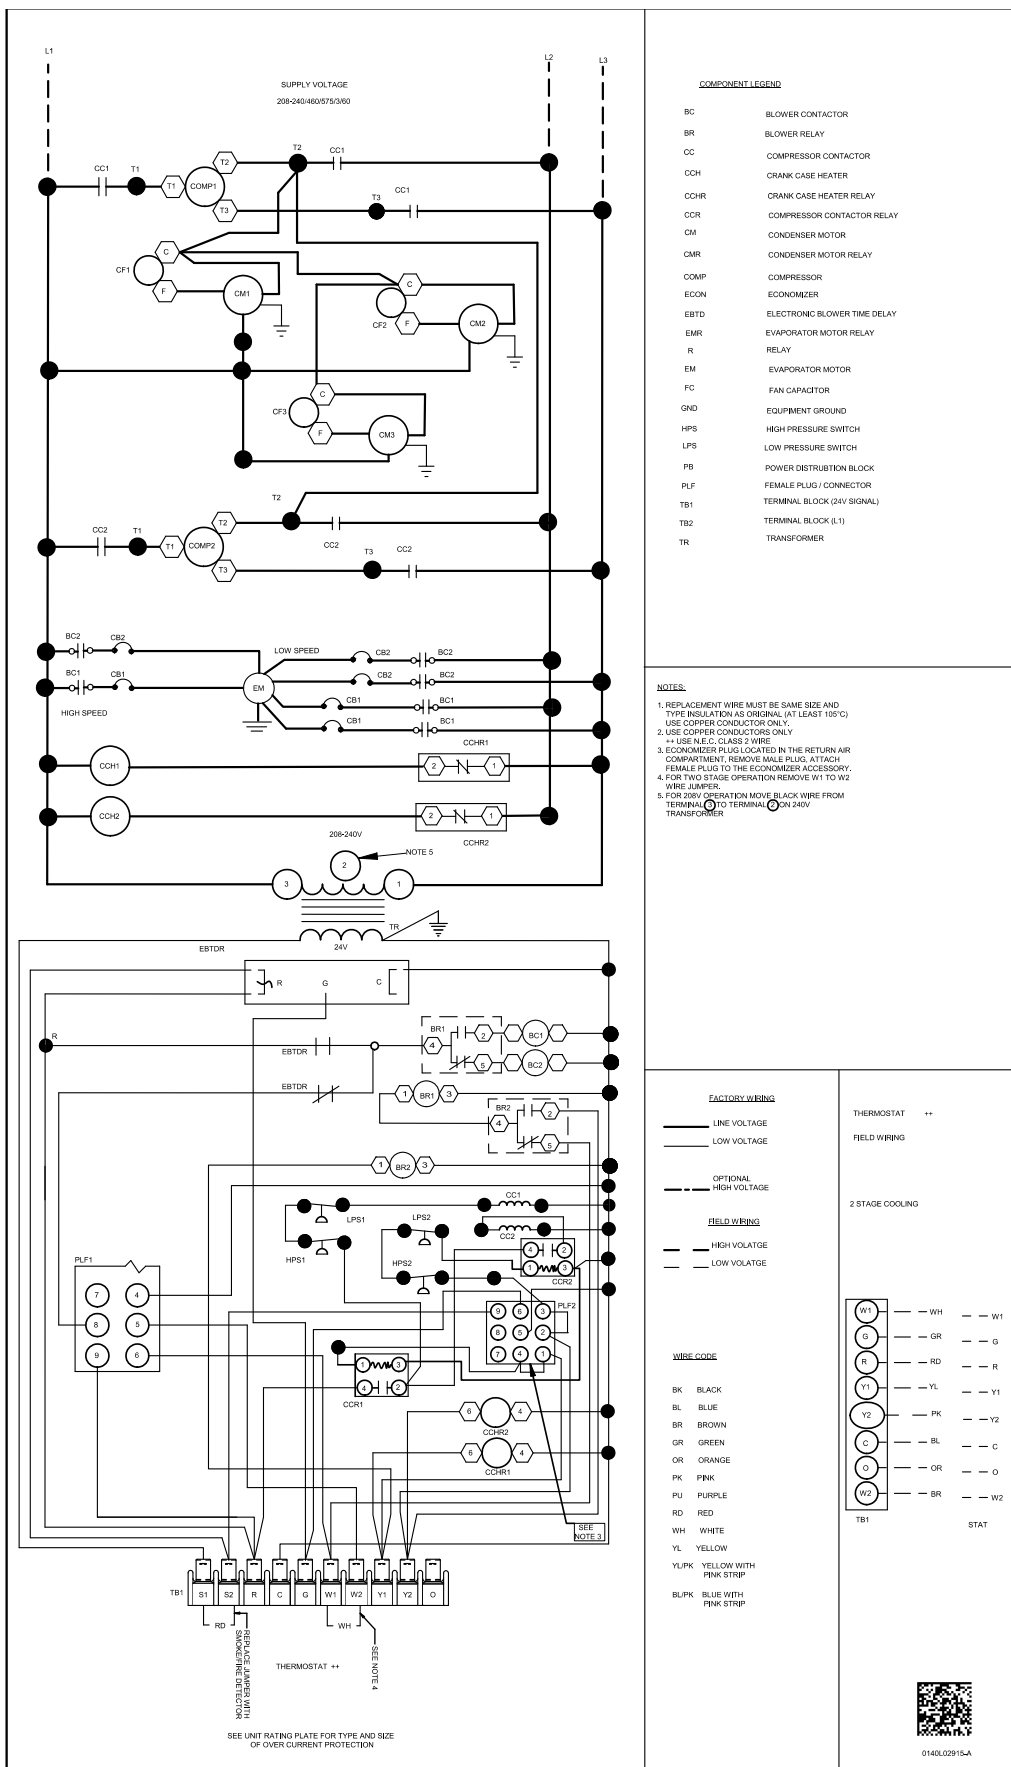 L1
L2
L3
SUPPLY VOLTAGE
208-240/460/575/3/60
T2
CC1
CC1
T1
T2
T1
COMP1
T3
T3
CC1
C
CF1
F
CM1
C
CF2
F
CM2
C
CF3
F
CM3
T2
CC2
T1
T2
T1
COMP2
CC2
T3
T3
CC2
BC2
CB2
LOW SPEED
CB2
BC2
BC1
CB1
EM
CB2
BC2
HIGH SPEED
CB1
BC1
CB1
BC1
CCHR1
CCH1
2
1
CCH2
2
1
CCHR2
208-240V
NOTE 5
2
3
1
TR
24V
EBTDR
R
G
C
R
EBTDR
BR1
4
2
BC1
5
BC2
EBTDR
1
BR1
3
BR2
4
2
5
1
BR2
3
LPS1
CC1
LPS2
CC2
HPS1
4
2
HPS2
1
3
CCR2
PLF1
7
4
8
5
9
6
PLF2
9
6
3
8
5
2
7
4
1
1
3
4
2
CCR1
6
4
CCHR2
6
4
CCHR1
SEE
NOTE 3
TB1
S1
S2
R
C
G
W1
W2
Y1
Y2
O
RD
WH
REPLACE JUMPER WITH
SMOKE/FIRE DETECTOR
SEE NOTE 4
THERMOSTAT ++
SEE UNIT RATING PLATE FOR TYPE AND SIZE
OF OVER CURRENT PROTECTION
COMPONENT LEGEND
BC BLOWER CONTACTOR
BR BLOWER RELAY
CC COMPRESSOR CONTACTOR
CCH CRANK CASE HEATER
CCHR CRANK CASE HEATER RELAY
CCR COMPRESSOR CONTACTOR RELAY
CM CONDENSER MOTOR
CMR CONDENSER MOTOR RELAY
COMP COMPRESSOR
ECON ECONOMIZER
EBTD ELECTRONIC BLOWER TIME DELAY
EMR EVAPORATOR MOTOR RELAY
R RELAY
EM EVAPORATOR MOTOR
FC FAN CAPACITOR
GND EQUPIMENT GROUND
HPS HIGH PRESSURE SWITCH
LPS LOW PRESSURE SWITCH
PB POWER DISTRUBTION BLOCK
PLF FEMALE PLUG / CONNECTOR
TB1 TERMINAL BLOCK (24V SIGNAL)
TB2 TERMINAL BLOCK (L1)
TR TRANSFORMER
NOTES:
1. REPLACEMENT WIRE MUST BE SAME SIZE AND
TYPE INSULATION AS ORIGINAL (AT LEAST 105°C)
USE COPPER CONDUCTOR ONLY.
2. USE COPPER CONDUCTORS ONLY
++ USE N.E.C. CLASS 2 WIRE
3. ECONOMIZER PLUG LOCATED IN THE RETURN AIR
COMPARTMENT, REMOVE MALE PLUG, ATTACH
FEMALE PLUG TO THE ECONOMIZER ACCESSORY.
4. FOR TWO STAGE OPERATION REMOVE W1 TO W2
WIRE JUMPER.
5. FOR 208V OPERATION MOVE BLACK WIRE FROM
TERMINAL 3 TO TERMINAL 2 ON 240V
TRANSFORMER
FACTORY WIRING
LINE VOLTAGE
LOW VOLTAGE
OPTIONAL
HIGH VOLTAGE
FIELD WIRING
HIGH VOLATGE
LOW VOLATGE
WIRE CODE
BK BLACK
BL BLUE
BR BROWN
GR GREEN
OR ORANGE
PK PINK
PU PURPLE
RD RED
WH WHITE
YL YELLOW
YL/PK YELLOW WITH
PINK STRIP
BL/PK BLUE WITH
PINK STRIP
THERMOSTAT ++
FIELD WIRING
2 STAGE COOLING
W1 WH W1
G GR G
R RD R
Y1 YL Y1
Y2 PK Y2
C BL C
O OR O
W2 BR W2
TB1
STAT
0140L02915-A